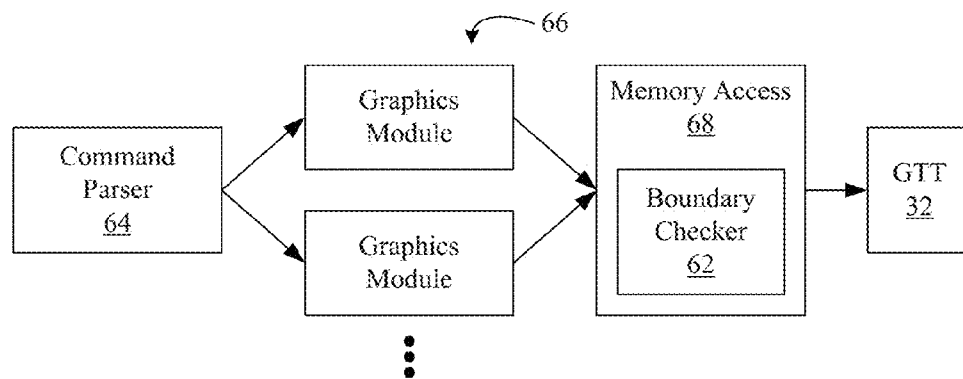 66
Command
Parser
64
Graphics
Module
Graphics
Module
Memory Access
68
Boundary
Checker
62
GTT
32